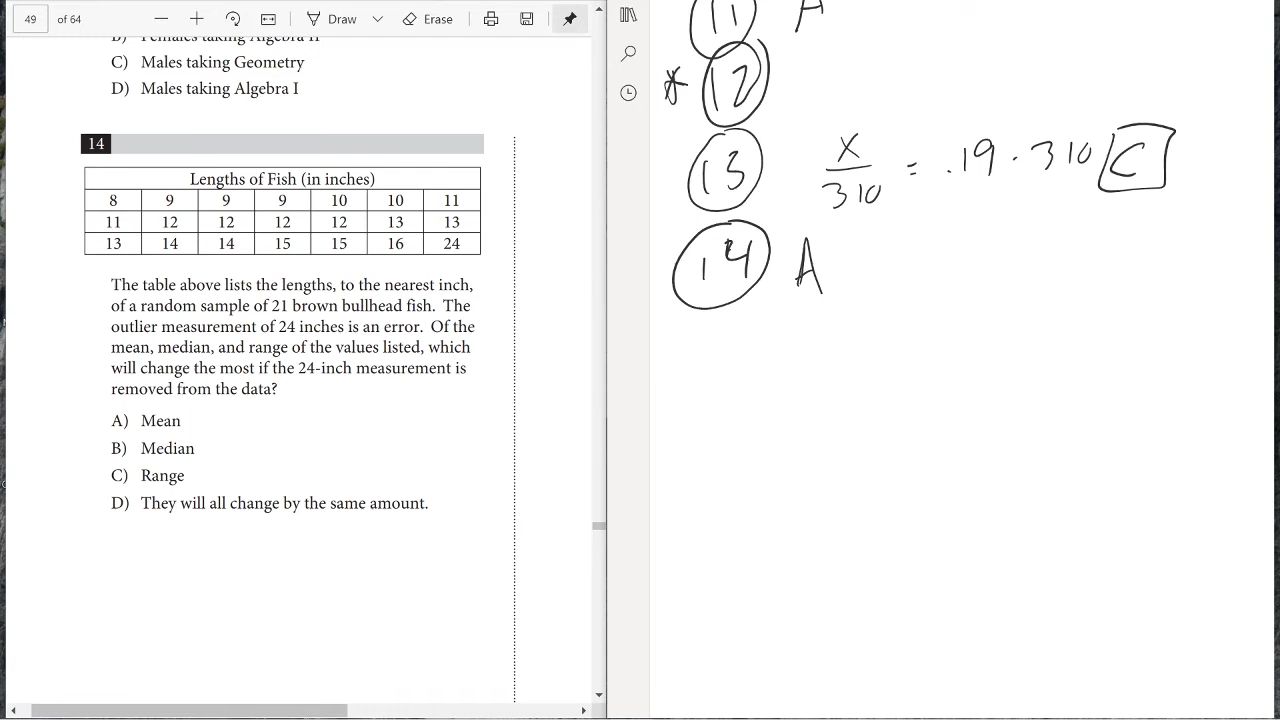 49 of 64 Draw Erase
B) Females taking Algebra II
C) Males taking Geometry
D) Males taking Algebra I
14
Lengths of Fish (in inches)
8 9 9 9 10 10 11
11 12 12 12 12 13 13
13 14 14 15 15 16 24
The table above lists the lengths, to the nearest inch,
of a random sample of 21 brown bullhead fish. The
outlier measurement of 24 inches is an error. Of the
mean, median, and range of the values listed, which
will change the most if the 24-inch measurement is
removed from the data?
A) Mean
B) Median
C) Range
D) They will all change by the same amount.
11 A
* 12
13 x/310 = .19 · 310 C
14 A